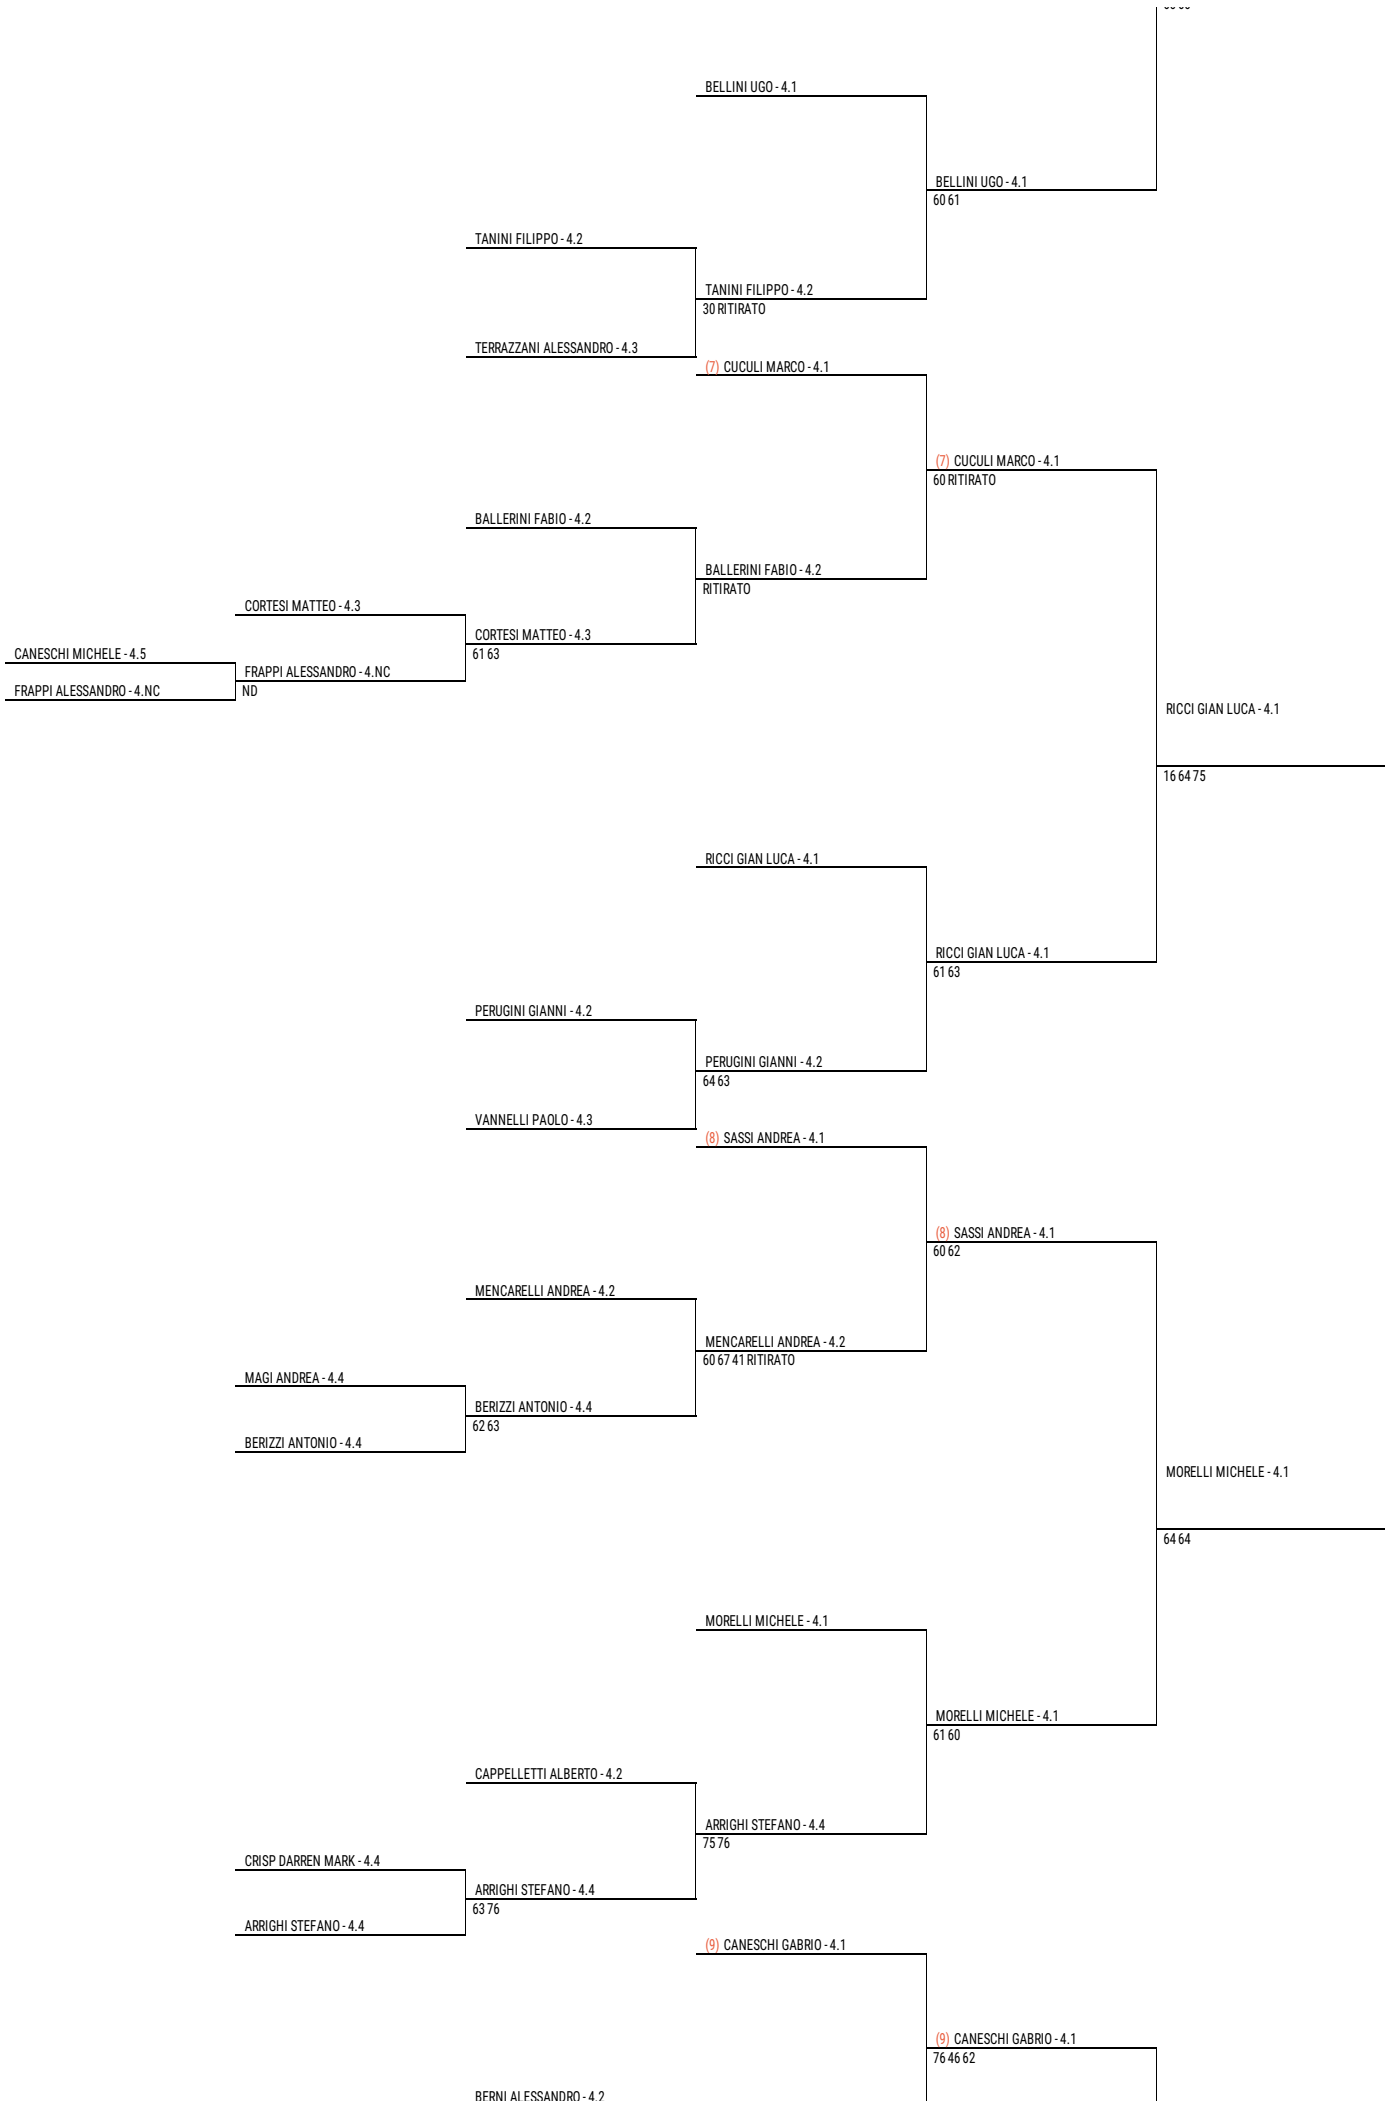 BELLINI UGO - 4.1
BELLINI UGO - 4.1
60 61
TANINI FILIPPO - 4.2
TANINI FILIPPO - 4.2
30 RITIRATO
TERRAZZANI ALESSANDRO - 4.3
(7) CUCULI MARCO - 4.1
(7) CUCULI MARCO - 4.1
60 RITIRATO
BALLERINI FABIO - 4.2
BALLERINI FABIO - 4.2
RITIRATO
CORTESI MATTEO - 4.3
CORTESI MATTEO - 4.3
61 63
CANESCHI MICHELE - 4.5
FRAPPI ALESSANDRO - 4.NC
FRAPPI ALESSANDRO - 4.NC
ND
RICCI GIAN LUCA - 4.1
16 64 75
RICCI GIAN LUCA - 4.1
RICCI GIAN LUCA - 4.1
61 63
PERUGINI GIANNI - 4.2
PERUGINI GIANNI - 4.2
64 63
VANNELLI PAOLO - 4.3
(8) SASSI ANDREA - 4.1
(8) SASSI ANDREA - 4.1
60 62
MENCARELLI ANDREA - 4.2
MENCARELLI ANDREA - 4.2
60 67 41 RITIRATO
MAGI ANDREA - 4.4
BERIZZI ANTONIO - 4.4
62 63
BERIZZI ANTONIO - 4.4
MORELLI MICHELE - 4.1
64 64
MORELLI MICHELE - 4.1
MORELLI MICHELE - 4.1
61 60
CAPPELLETTI ALBERTO - 4.2
ARRIGHI STEFANO - 4.4
75 76
CRISP DARREN MARK - 4.4
ARRIGHI STEFANO - 4.4
63 76
ARRIGHI STEFANO - 4.4
(9) CANESCHI GABRIO - 4.1
(9) CANESCHI GABRIO - 4.1
76 46 62
BERNI ALESSANDRO - 4.2